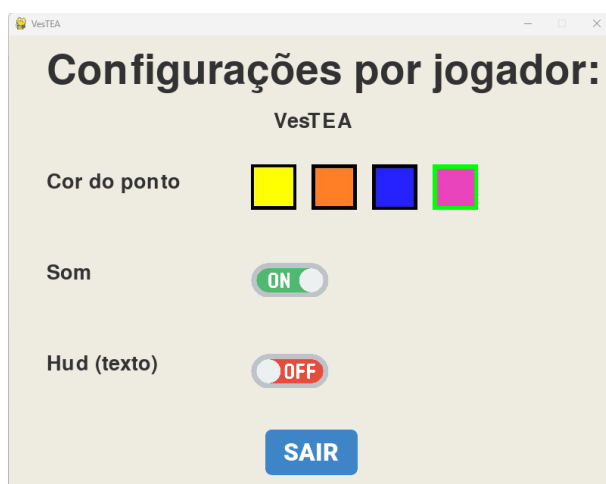 VesTEA
Configurações por jogador:
VesTEA
Cor do ponto
Som
ON
Hud (texto)
OFF
SAIR